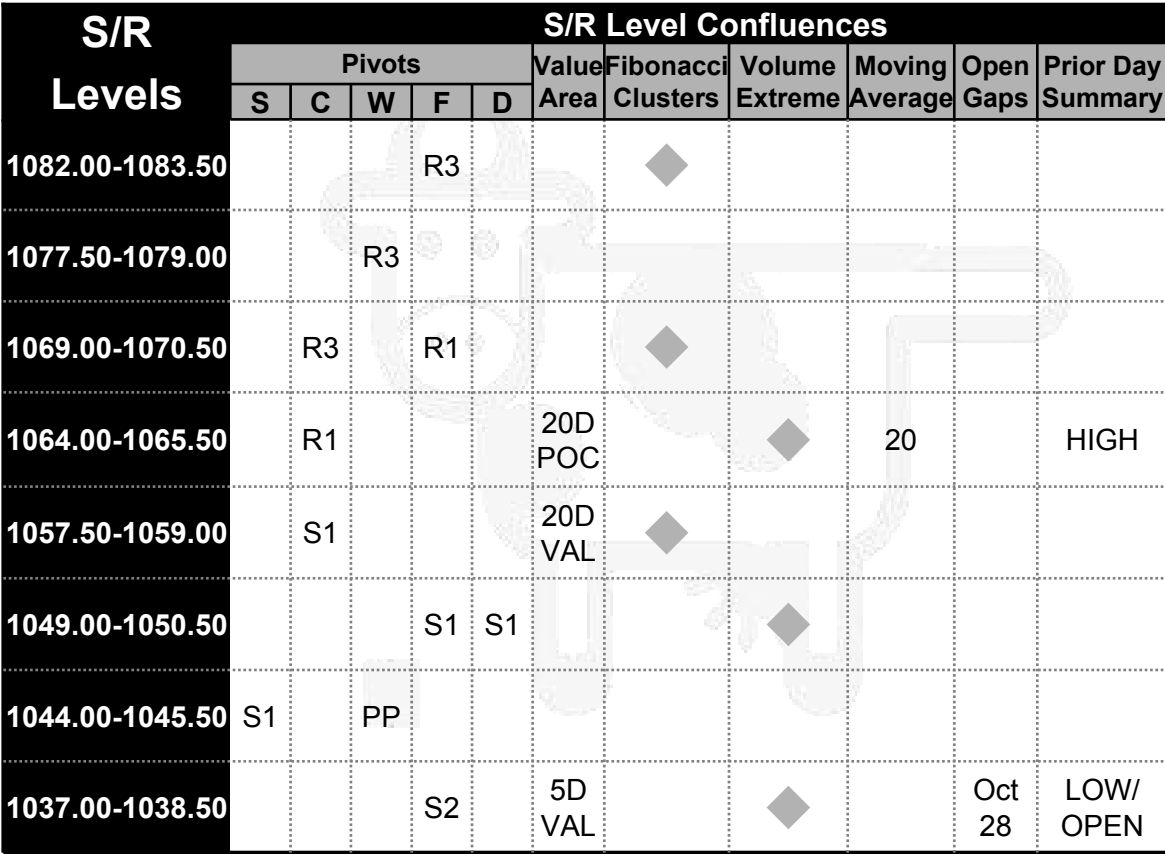 S/R Levels
S/R Level Confluences
Pivots
Value Area
Fibonacci Clusters
Volume Extreme
Moving Average
Open Gaps
Prior Day Summary
S C W F D
1082.00-1083.50 R3
1077.50-1079.00 R3
1069.00-1070.50 R3 R1
1064.00-1065.50 R1 20D POC 20 HIGH
1057.50-1059.00 S1 20D VAL
1049.00-1050.50 S1 S1
1044.00-1045.50 S1 PP
1037.00-1038.50 S2 5D VAL Oct 28 LOW/ OPEN